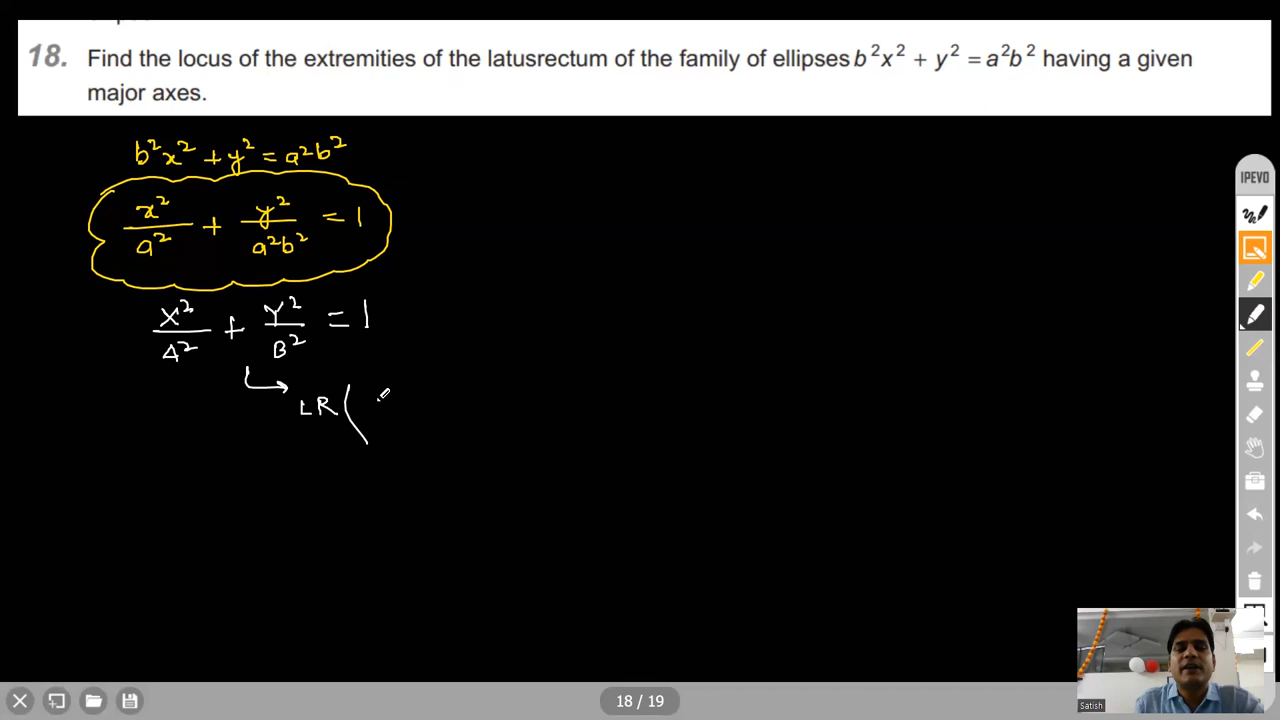 18. Find the locus of the extremities of the latusrectum of the family of ellipses b²x² + y² = a²b² having a given
major axes.
b²x² + y² = a²b²
x²/a² + y²/a²b² = 1
X²/A² + Y²/B² = 1
LR (
IPEVO
Satish
18 / 19